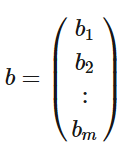 b = ( b₁
b₂
:
bₘ )